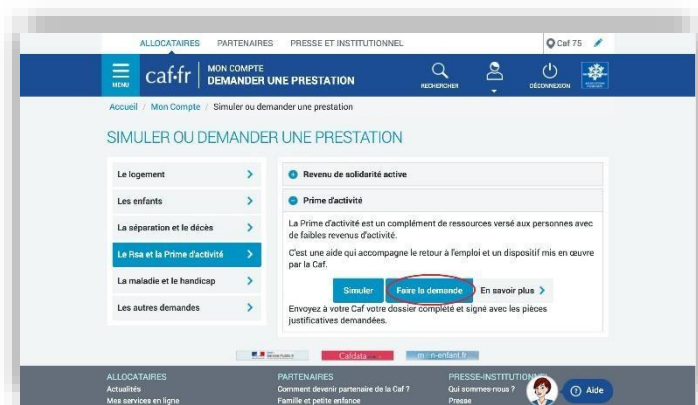 ALLOCATAIRES PARTENAIRES PRESSE ET INSTITUTIONNEL Caf 75
MENU caf.fr MON COMPTE
DEMANDER UNE PRESTATION
RECHERCHER DÉCONNEXION
Accueil / Mon Compte / Simuler ou demander une prestation
SIMULER OU DEMANDER UNE PRESTATION
Le logement
Les enfants
La séparation et le décès
Le Rsa et la Prime d'activité
La maladie et le handicap
Les autres demandes
Revenu de solidarité active
Prime d'activité
La Prime d'activité est un complément de ressources versé aux personnes avec
de faibles revenus d'activité.
C'est une aide qui accompagne le retour à l'emploi et un dispositif mis en œuvre
par la Caf.
Simuler Faire la demande En savoir plus
Envoyez à votre Caf votre dossier complété et signé avec les pièces
justificatives demandées.
Cafdata
ALLOCATAIRES
Actualités
Mes services en ligne
PARTENAIRES
Comment devenir partenaire de la Caf ?
Famille et petite enfance
PRESSE-INSTITUTIONNEL
Qui sommes-nous ?
Presse
Aide